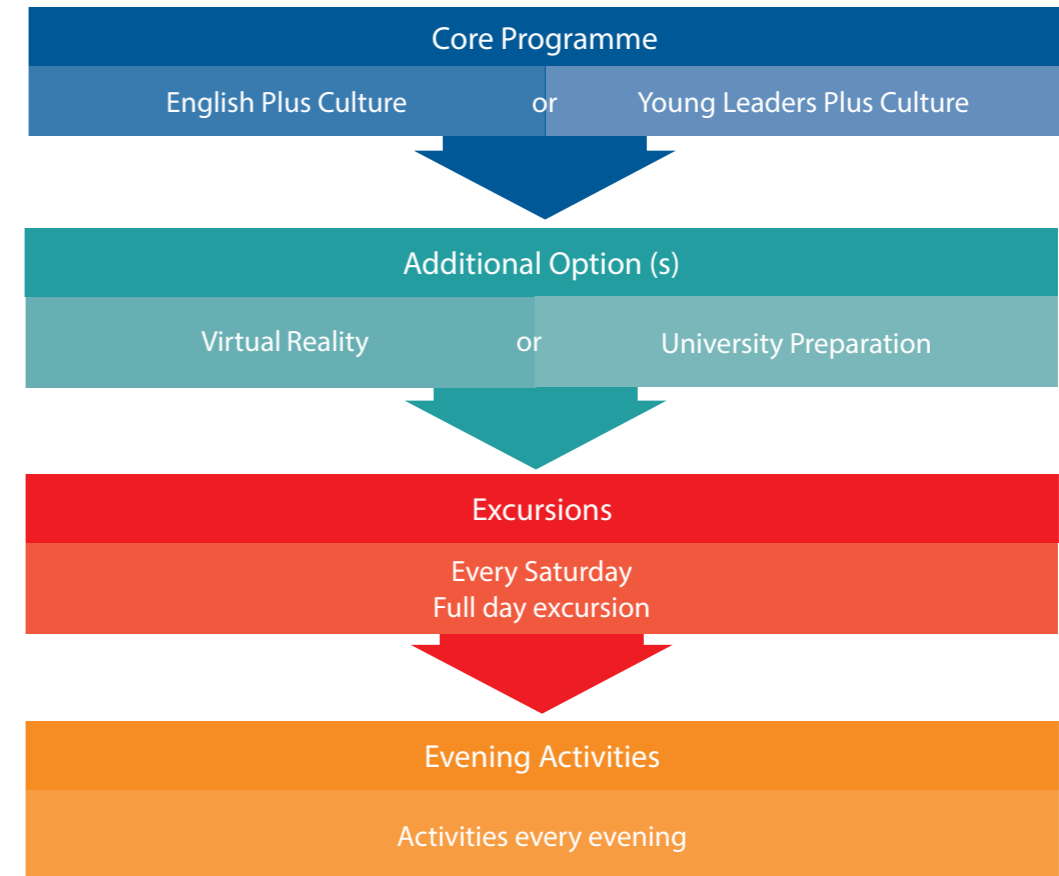 Core Programme
English Plus Culture or Young Leaders Plus Culture
Additional Option (s)
Virtual Reality or University Preparation
Excursions
Every Saturday
Full day excursion
Evening Activities
Activities every evening